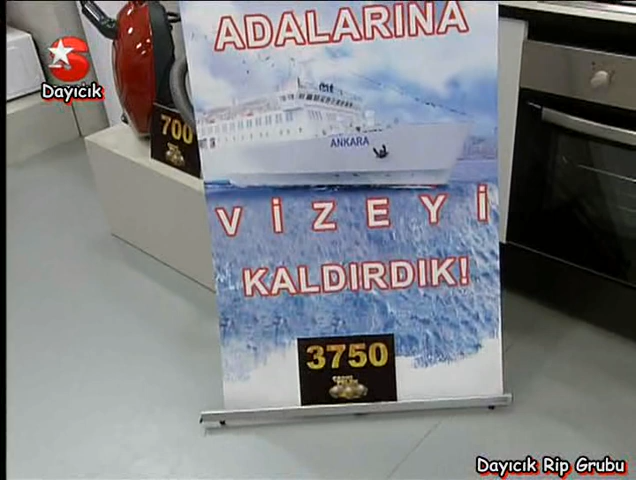 ADALARINA
Dayıcık
700
ANKARA
VİZEYİ
KALDIRDIK!
3750
Dayıcık Rip Grubu